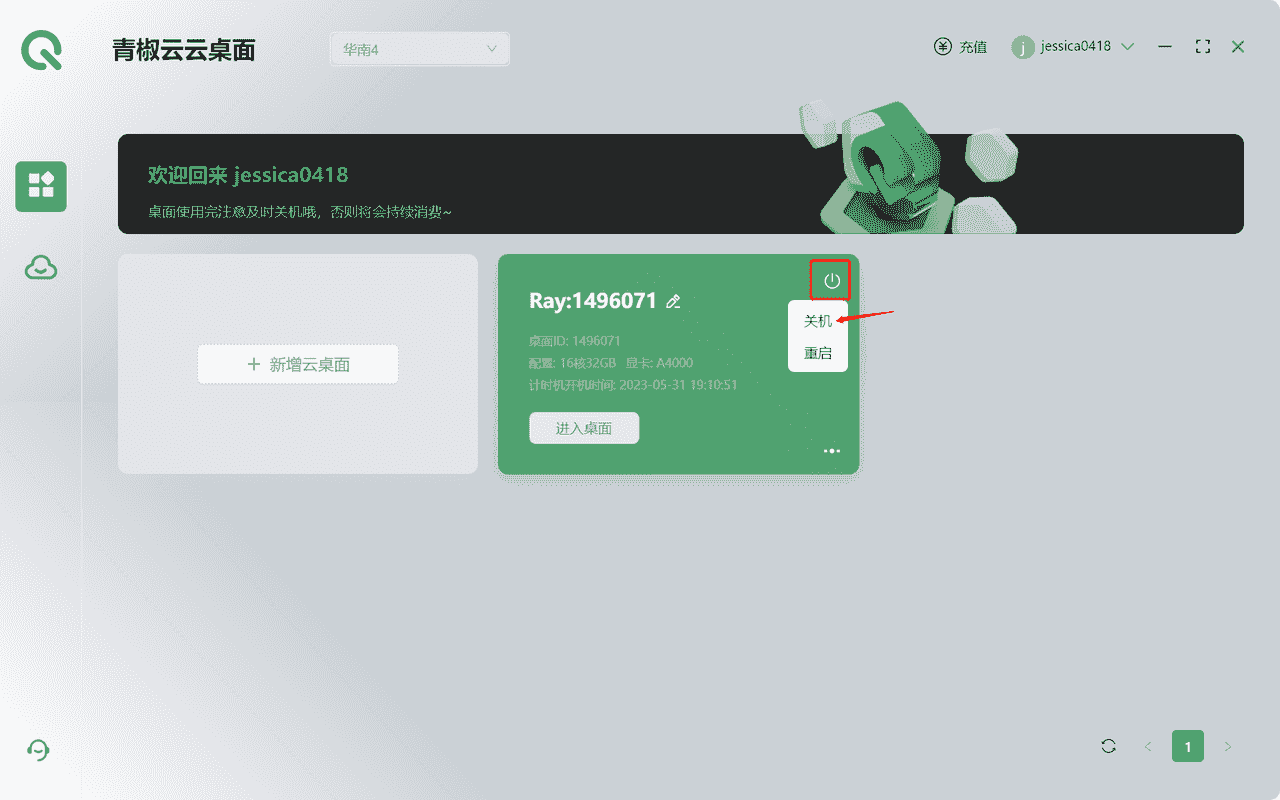 青椒云云桌面
华南4
充值
j
jessica0418
欢迎回来 jessica0418
桌面使用完注意及时关机哦，否则将会持续消费~
+ 新增云桌面
Ray:1496071
桌面ID: 1496071
配置: 16核32GB 显卡: A4000
计时机开机时间: 2023-05-31 19:10:51
进入桌面
关机
重启
1